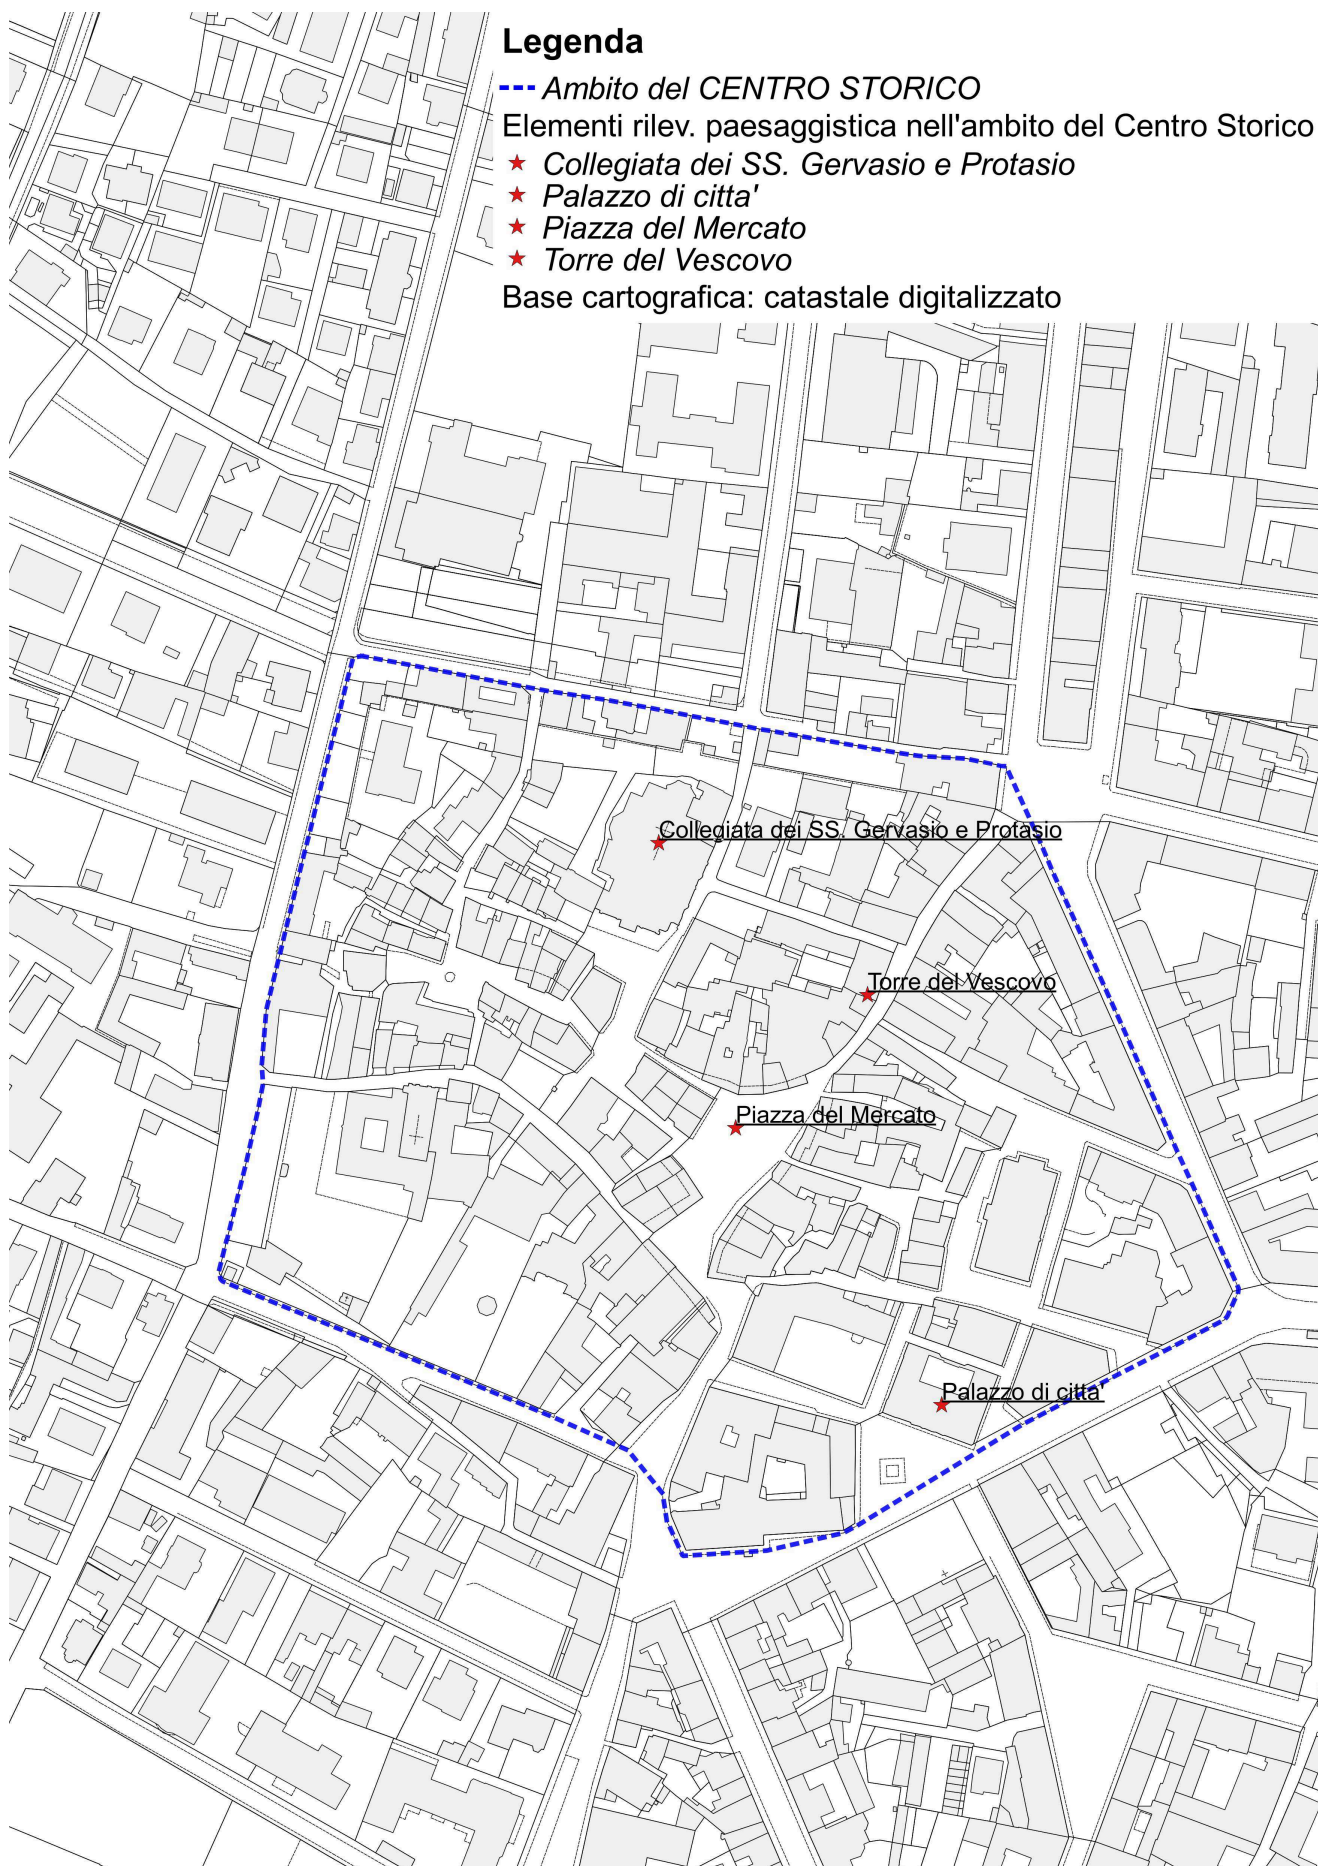 Legenda
Ambito del CENTRO STORICO
Elementi rilev. paesaggistica nell'ambito del Centro Storico
Collegiata dei SS. Gervasio e Protasio
Palazzo di citta'
Piazza del Mercato
Torre del Vescovo
Base cartografica: catastale digitalizzato
Collegiata dei SS. Gervasio e Protasio
Torre del Vescovo
Piazza del Mercato
Palazzo di citta'